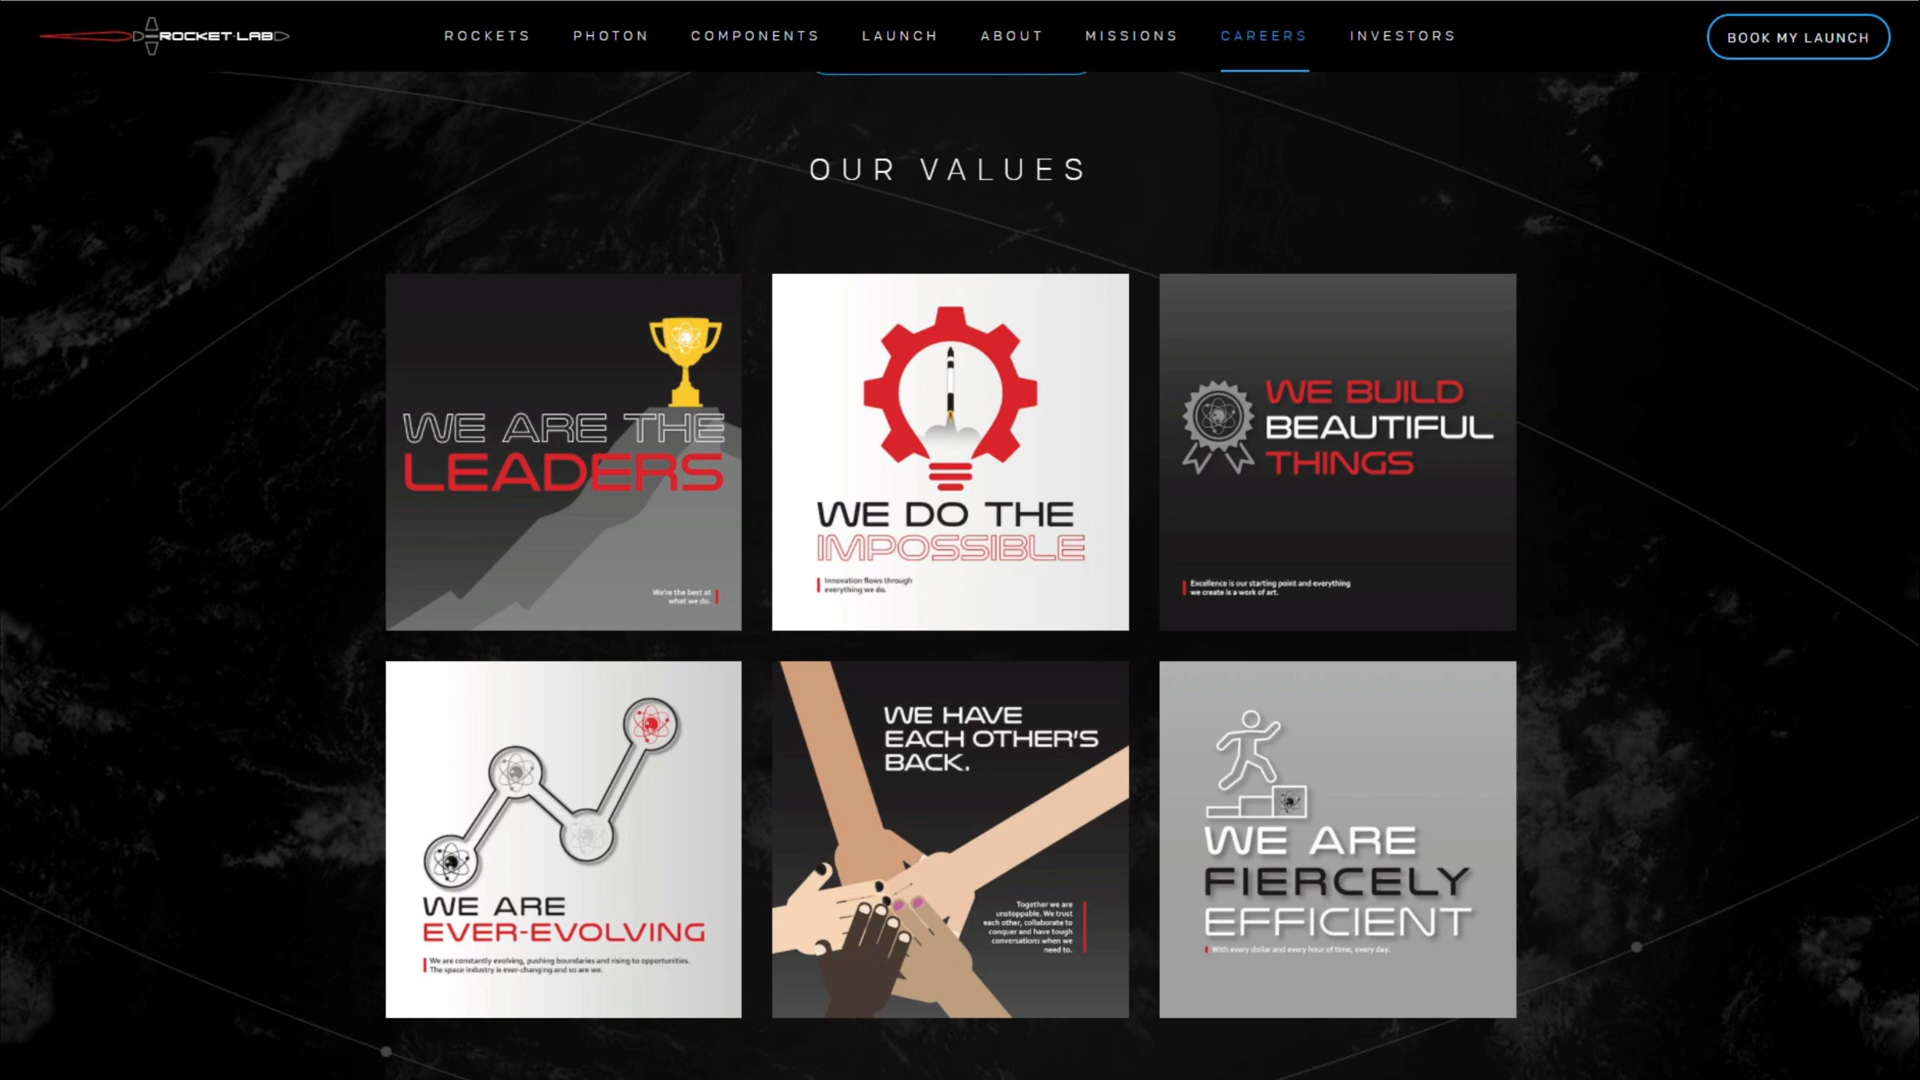 ROCKET LAB
ROCKETS PHOTON COMPONENTS LAUNCH ABOUT MISSIONS CAREERS INVESTORS
BOOK MY LAUNCH
OUR VALUES
WE ARE THE
LEADERS
We're the best at
what we do.
WE DO THE
IMPOSSIBLE
Innovation flows through
everything we do.
WE BUILD
BEAUTIFUL
THINGS
Excellence is our starting point and everything
we create is a work of art.
WE ARE
EVER-EVOLVING
We are constantly evolving, pushing boundaries and rising to opportunities.
The space industry is ever-changing and so are we.
WE HAVE
EACH OTHER'S
BACK.
Together we are
unstoppable. We trust
each other, collaborate to
conquer and have tough
conversations when we
need to.
WE ARE
FIERCELY
EFFICIENT
With every dollar and every hour of time, every day.